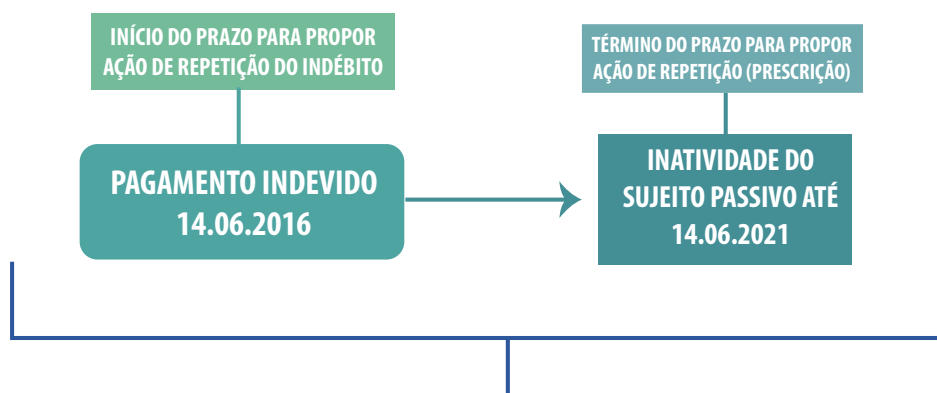 INÍCIO DO PRAZO PARA PROPOR
AÇÃO DE REPETIÇÃO DO INDÉBITO
PAGAMENTO INDEVIDO
14.06.2016
TÉRMINO DO PRAZO PARA PROPOR
AÇÃO DE REPETIÇÃO (PRESCRIÇÃO)
INATIVIDADE DO
SUJEITO PASSIVO ATÉ
14.06.2021